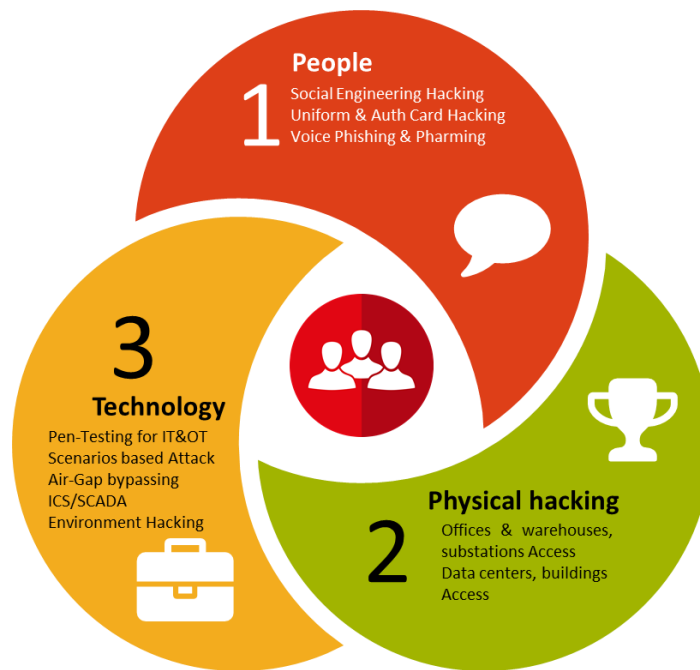 People
1
Social Engineering Hacking
Uniform & Auth Card Hacking
Voice Phishing & Pharming
3
Technology
Pen-Testing for IT&OT
Scenarios based Attack
Air-Gap bypassing
ICS/SCADA
Environment Hacking
Physical hacking
2
Offices & warehouses,
substations Access
Data centers, buildings
Access